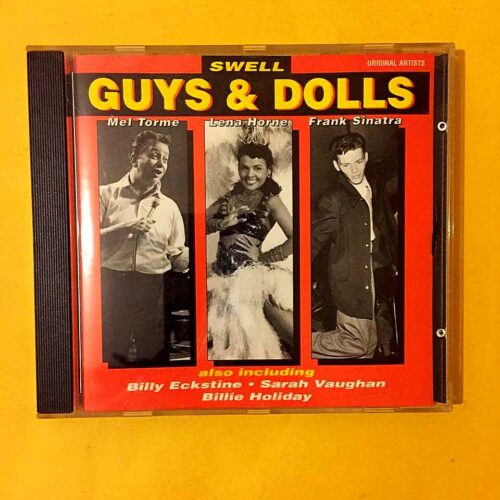 SWELL
ORIGINAL ARTISTS
GUYS & DOLLS
Mel Torme Lena Horne Frank Sinatra
also including
Billy Eckstine • Sarah Vaughan
Billie Holiday